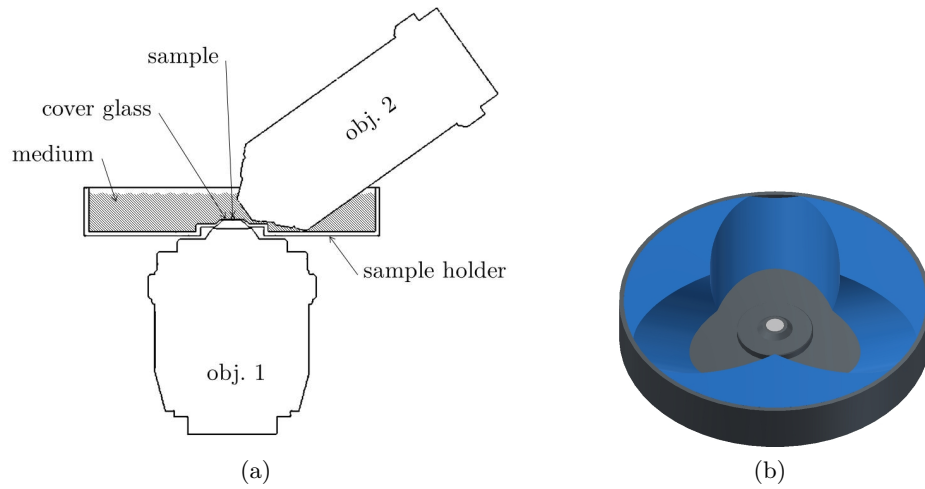 sample
cover glass
medium
obj. 2
sample holder
obj. 1
(a)
(b)